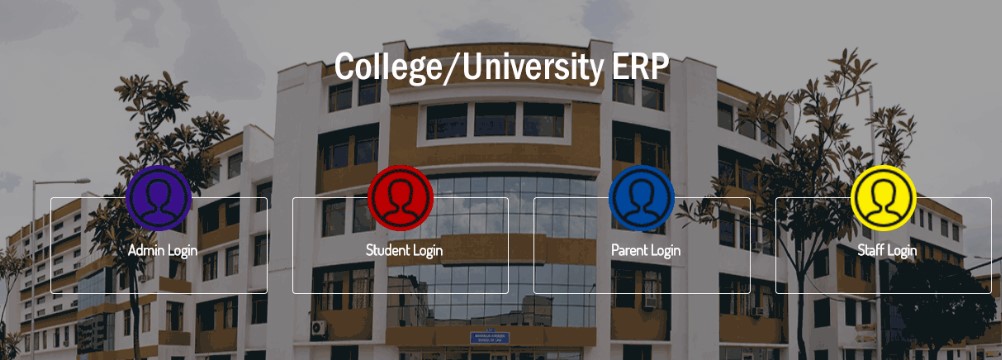 College/University ERP
Admin Login
Student Login
Parent Login
Staff Login